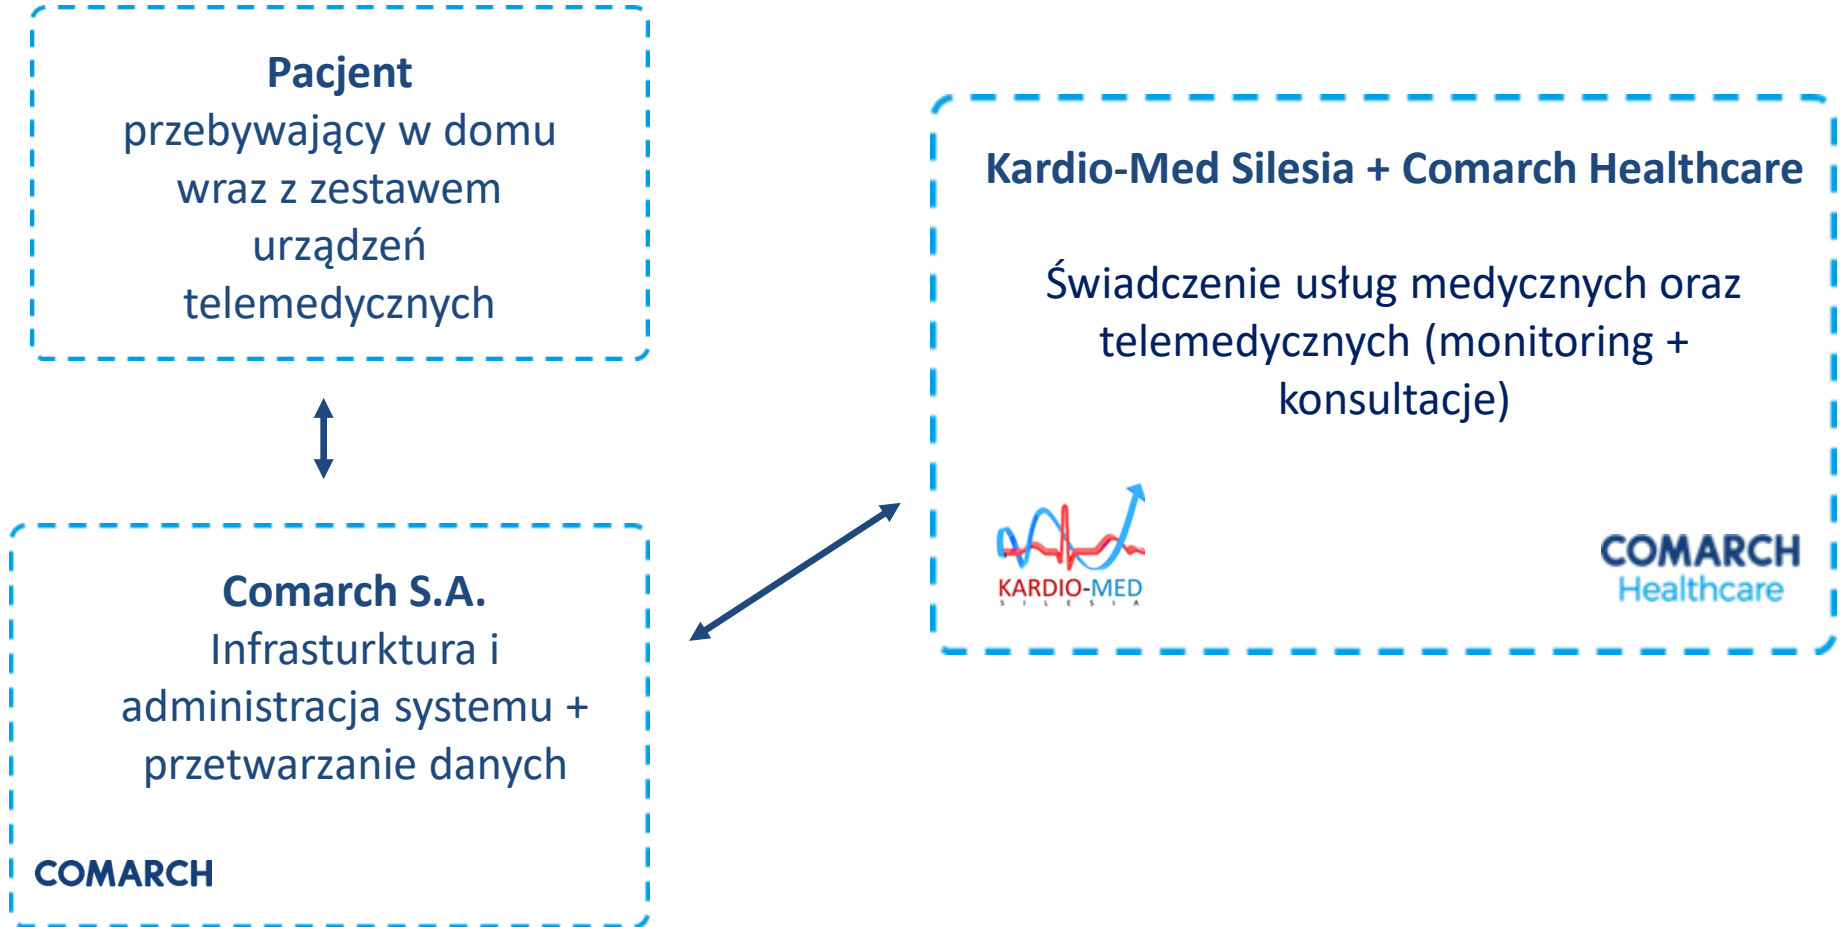 Pacjent
przebywający w domu
wraz z zestawem
urządzeń
telemedycznych
Comarch S.A.
Infrasturktura i
administracja systemu +
przetwarzanie danych
COMARCH
Kardio-Med Silesia + Comarch Healthcare
Świadczenie usług medycznych oraz
telemedycznych (monitoring +
konsultacje)
KARDIO-MED
SILESIA
COMARCH
Healthcare